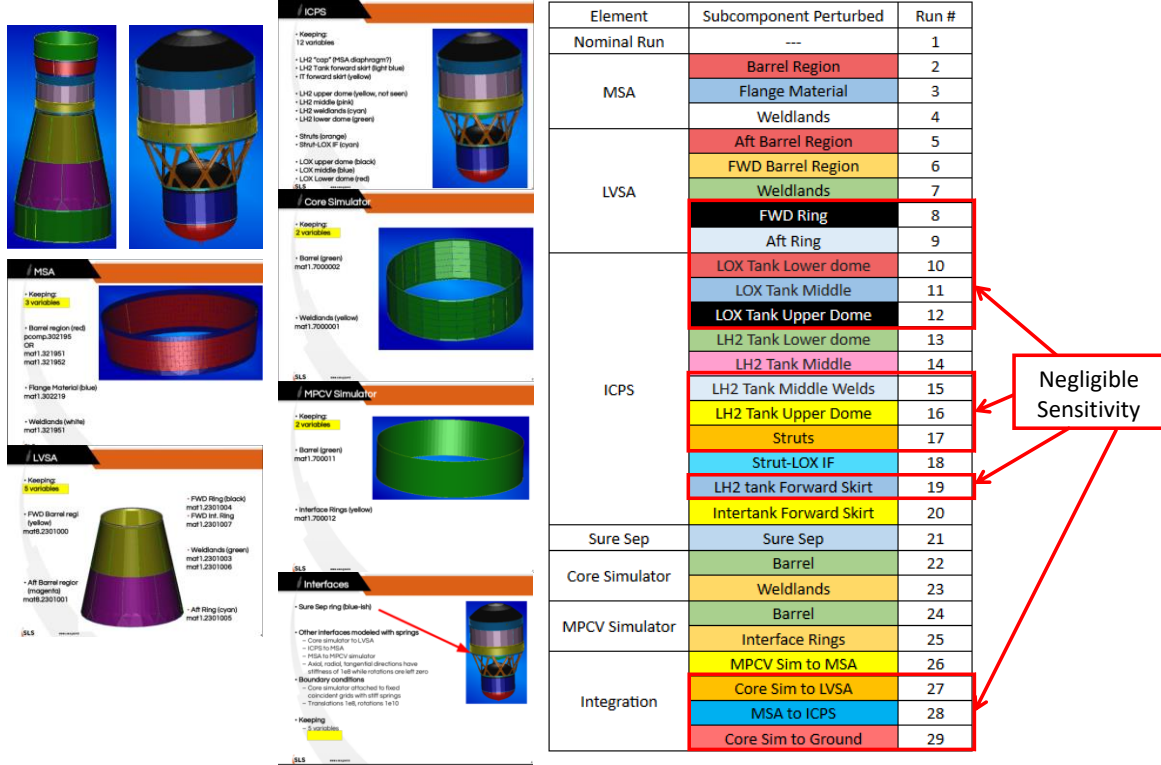 ICPS
- Keeping:
12 variables
- LH2 "cap" (MSA diaphragm?)
- LH2 Tank forward skirt (light blue)
- IT forward skirt (yellow)
- LH2 upper dome (yellow, not seen)
- LH2 middle (pink)
- LH2 weldlands (cyan)
- LH2 lower dome (green)
- Struts (orange)
- Strut-LOX IF (cyan)
- LOX upper dome (black)
- LOX middle (blue)
- LOX Lower dome (red)
SLS
Core Simulator
- Keeping:
2 variables
- Barrel (green)
mat1.7000002
- Weldlands (yellow)
mat1.7000001
SLS
MPCV Simulator
- Keeping:
2 variables
- Barrel (green)
mat1.700011
- Interface Rings (yellow)
mat1.700012
Interfaces
- Sure Sep ring (blue-ish)
- Other interfaces modeled with springs
– Core simulator to LVSA
– ICPS to MSA
– MSA to MPCV simulator
– Axial, radial, tangential directions have
stiffness of 1e8 while rotations are left zero
- Boundary conditions
– Core simulator attached to fixed
coincident grids with stiff springs
– Translations 1e8, rotations 1e10
- Keeping
– 5 variables
SLS
MSA
- Keeping:
3 variables
- Barrel region (red)
pcomp.302195
OR
mat1.321951
mat1.321952
- Flange Material (blue)
mat1.302219
- Weldlands (white)
mat1.321951
SLS
LVSA
- Keeping:
5 variables
- FWD Barrel regi
(yellow)
mat8.2301000
- Aft Barrel regior
(magenta)
mat8.2301001
- FWD Ring (black)
mat1.2301004
- FWD Int. Ring
mat1.2301007
- Weldlands (green)
mat1.2301003
mat1.2301006
- Aft Ring (cyan)
mat1.2301005
SLS
Element Subcomponent Perturbed Run #
Nominal Run --- 1
MSA
Barrel Region 2
Flange Material 3
Weldlands 4
LVSA
Aft Barrel Region 5
FWD Barrel Region 6
Weldlands 7
FWD Ring 8
Aft Ring 9
ICPS
LOX Tank Lower dome 10
LOX Tank Middle 11
LOX Tank Upper Dome 12
LH2 Tank Lower dome 13
LH2 Tank Middle 14
LH2 Tank Middle Welds 15
LH2 Tank Upper Dome 16
Struts 17
Strut-LOX IF 18
LH2 tank Forward Skirt 19
Intertank Forward Skirt 20
Sure Sep Sure Sep 21
Core Simulator
Barrel 22
Weldlands 23
MPCV Simulator
Barrel 24
Interface Rings 25
Integration
MPCV Sim to MSA 26
Core Sim to LVSA 27
MSA to ICPS 28
Core Sim to Ground 29
Negligible
Sensitivity